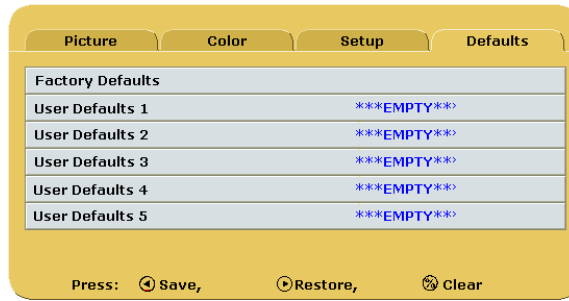 Picture Color Setup Defaults
Factory Defaults
User Defaults 1 ***EMPTY**
User Defaults 2 ***EMPTY**
User Defaults 3 ***EMPTY**
User Defaults 4 ***EMPTY**
User Defaults 5 ***EMPTY**
Press: Save, Restore, Clear